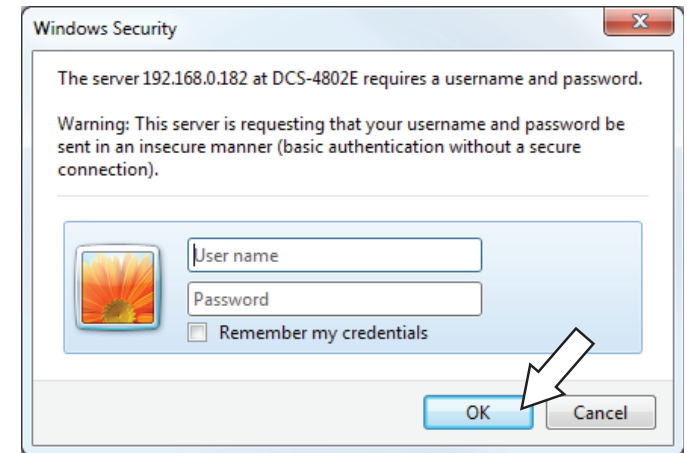 Windows Security
The server 192.168.0.182 at DCS-4802E requires a username and password.
Warning: This server is requesting that your username and password be
sent in an insecure manner (basic authentication without a secure
connection).
User name
Password
Remember my credentials
OK
Cancel